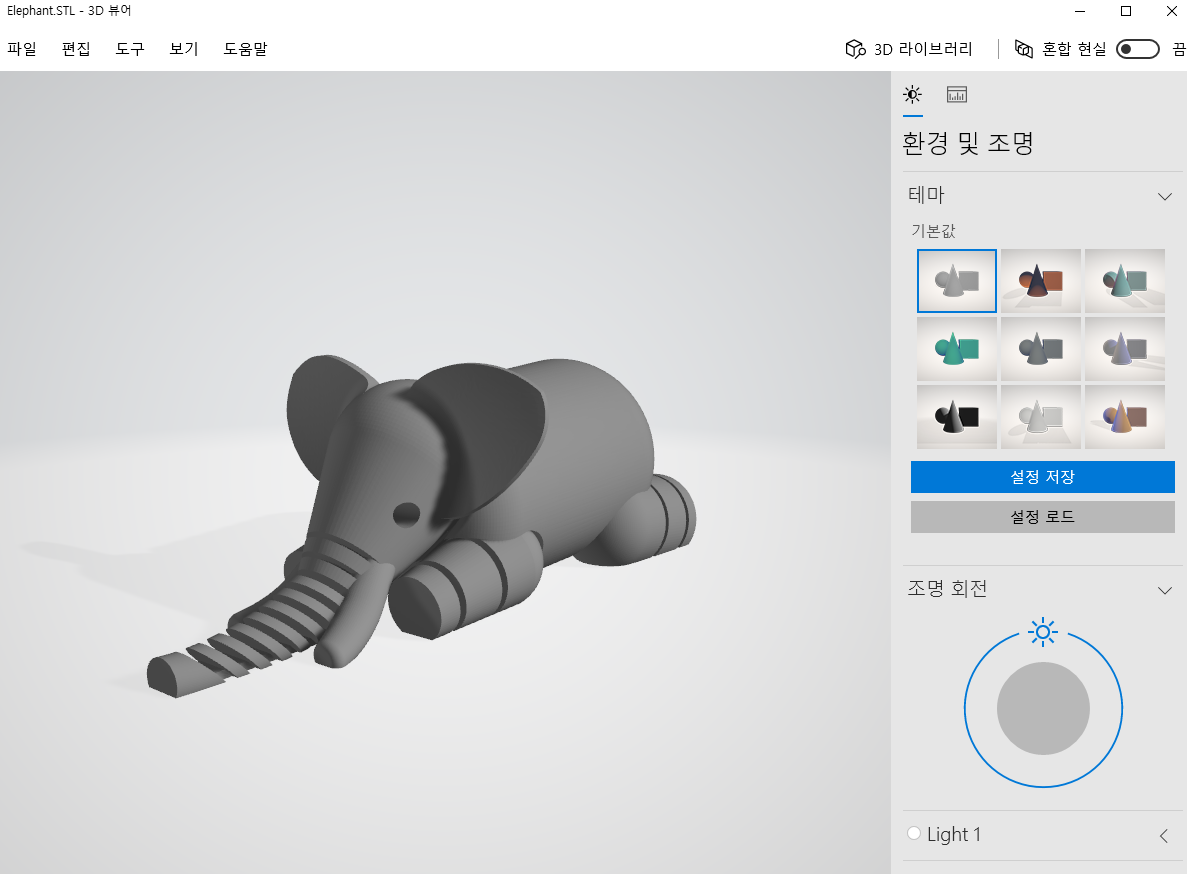 Elephant.STL - 3D 뷰어
파일 편집 도구 보기 도움말 3D 라이브러리 혼합 현실 끔
환경 및 조명
테마
기본값
설정 저장
설정 로드
조명 회전
Light 1